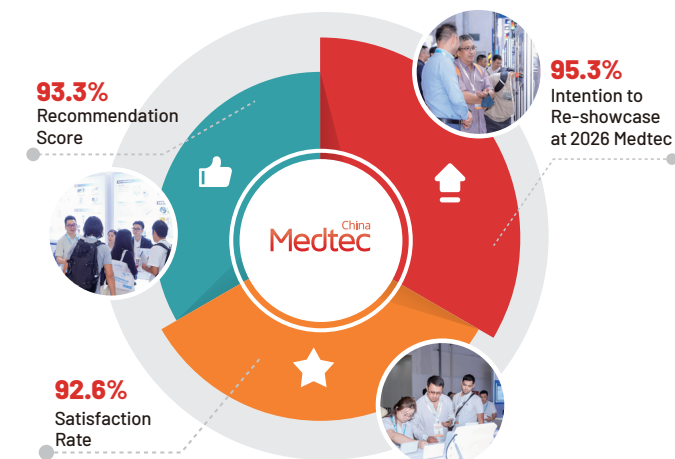 93.3%
Recommendation
Score
95.3%
Intention to
Re-showcase
at 2026 Medtec
China
Medtec
92.6%
Satisfaction
Rate